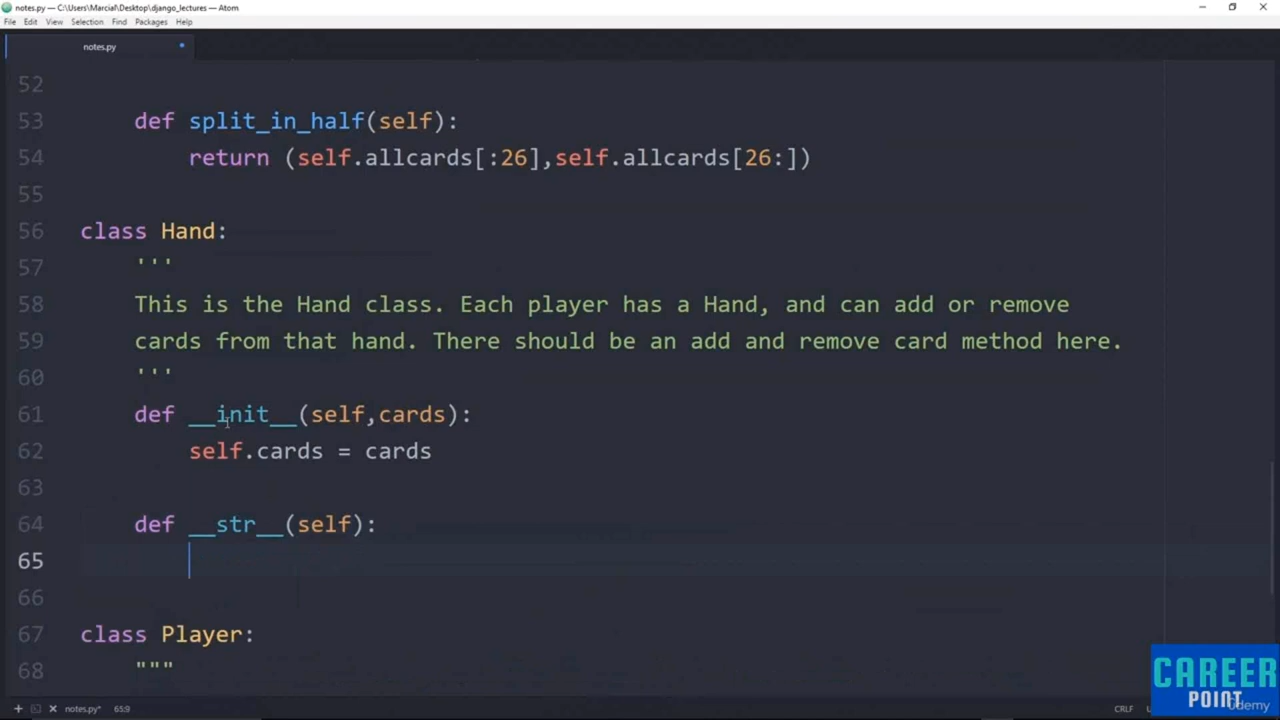 notes.py — C:\Users\Marcial\Desktop\django_lectures — Atom
File Edit View Selection Find Packages Help
notes.py
52
53 def split_in_half(self):
54 return (self.allcards[:26],self.allcards[26:])
55
56 class Hand:
57 '''
58 This is the Hand class. Each player has a Hand, and can add or remove
59 cards from that hand. There should be an add and remove card method here.
60 '''
61 def __init__(self,cards):
62 self.cards = cards
63
64 def __str__(self):
65
66
67 class Player:
68 """
CAREER
POINT
Udemy
+ notes.py* 65:9 CRLF